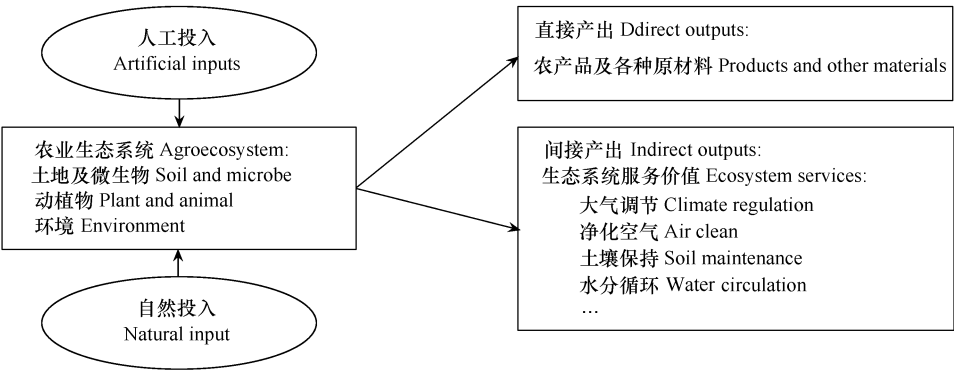 人工投入
Artificial inputs
农业生态系统 Agroecosystem:
土地及微生物 Soil and microbe
动植物 Plant and animal
环境 Environment
自然投入
Natural input
直接产出 Ddirect outputs:
农产品及各种原材料 Products and other materials
间接产出 Indirect outputs:
生态系统服务价值 Ecosystem services:
大气调节 Climate regulation
净化空气 Air clean
土壤保持 Soil maintenance
水分循环 Water circulation
…